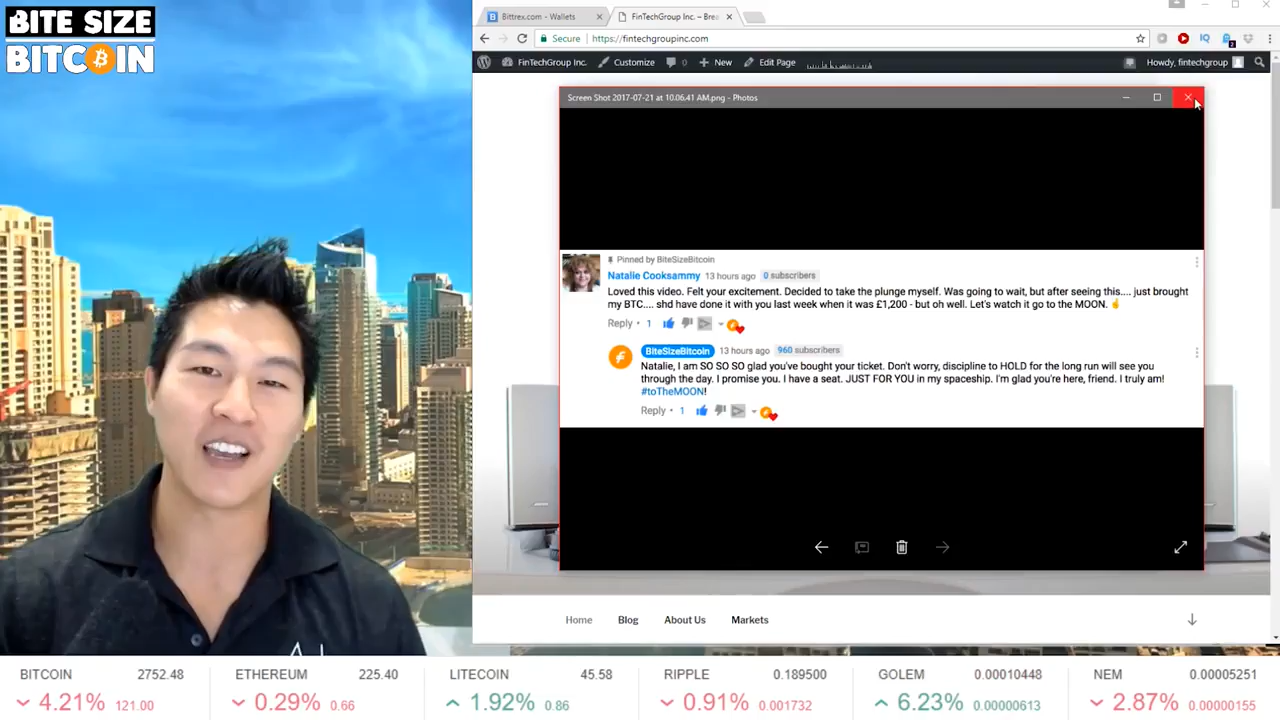 BITE SIZE
BITCOIN
Bittrex.com - Wallets
FinTechGroup Inc. – Brea
Secure
https://fintechgroupinc.com
FinTechGroup Inc.
Customize
0
New
Edit Page
Howdy, fintechgroup
Screen Shot 2017-07-21 at 10.06.41 AM.png - Photos
Pinned by BiteSizeBitcoin
Natalie Cooksammy 13 hours ago 0 subscribers
Loved this video. Felt your excitement. Decided to take the plunge myself. Was going to wait, but after seeing this.... just brought
my BTC.... shd have done it with you last week when it was £1,200 - but oh well. Let's watch it go to the MOON.
Reply · 1
BiteSizeBitcoin 13 hours ago 960 subscribers
Natalie, I am SO SO SO glad you've bought your ticket. Don't worry, discipline to HOLD for the long run will see you
through the day. I promise you. I have a seat. JUST FOR YOU in my spaceship. I'm glad you're here, friend. I truly am!
#toTheMOON!
Reply · 1
Home Blog About Us Markets
BITCOIN 2752.48
4.21% 121.00
ETHEREUM 225.40
0.29% 0.66
LITECOIN 45.58
1.92% 0.86
RIPPLE 0.189500
0.91% 0.001732
GOLEM 0.00010448
6.23% 0.00000613
NEM 0.00005251
2.87% 0.00000155